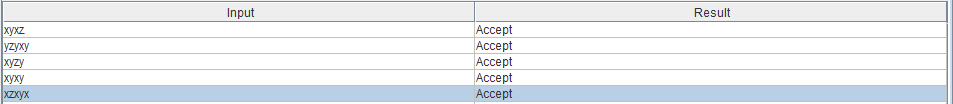 Input Result
xyxz Accept
yzyxy Accept
xyzy Accept
xyxy Accept
xzxyx Accept